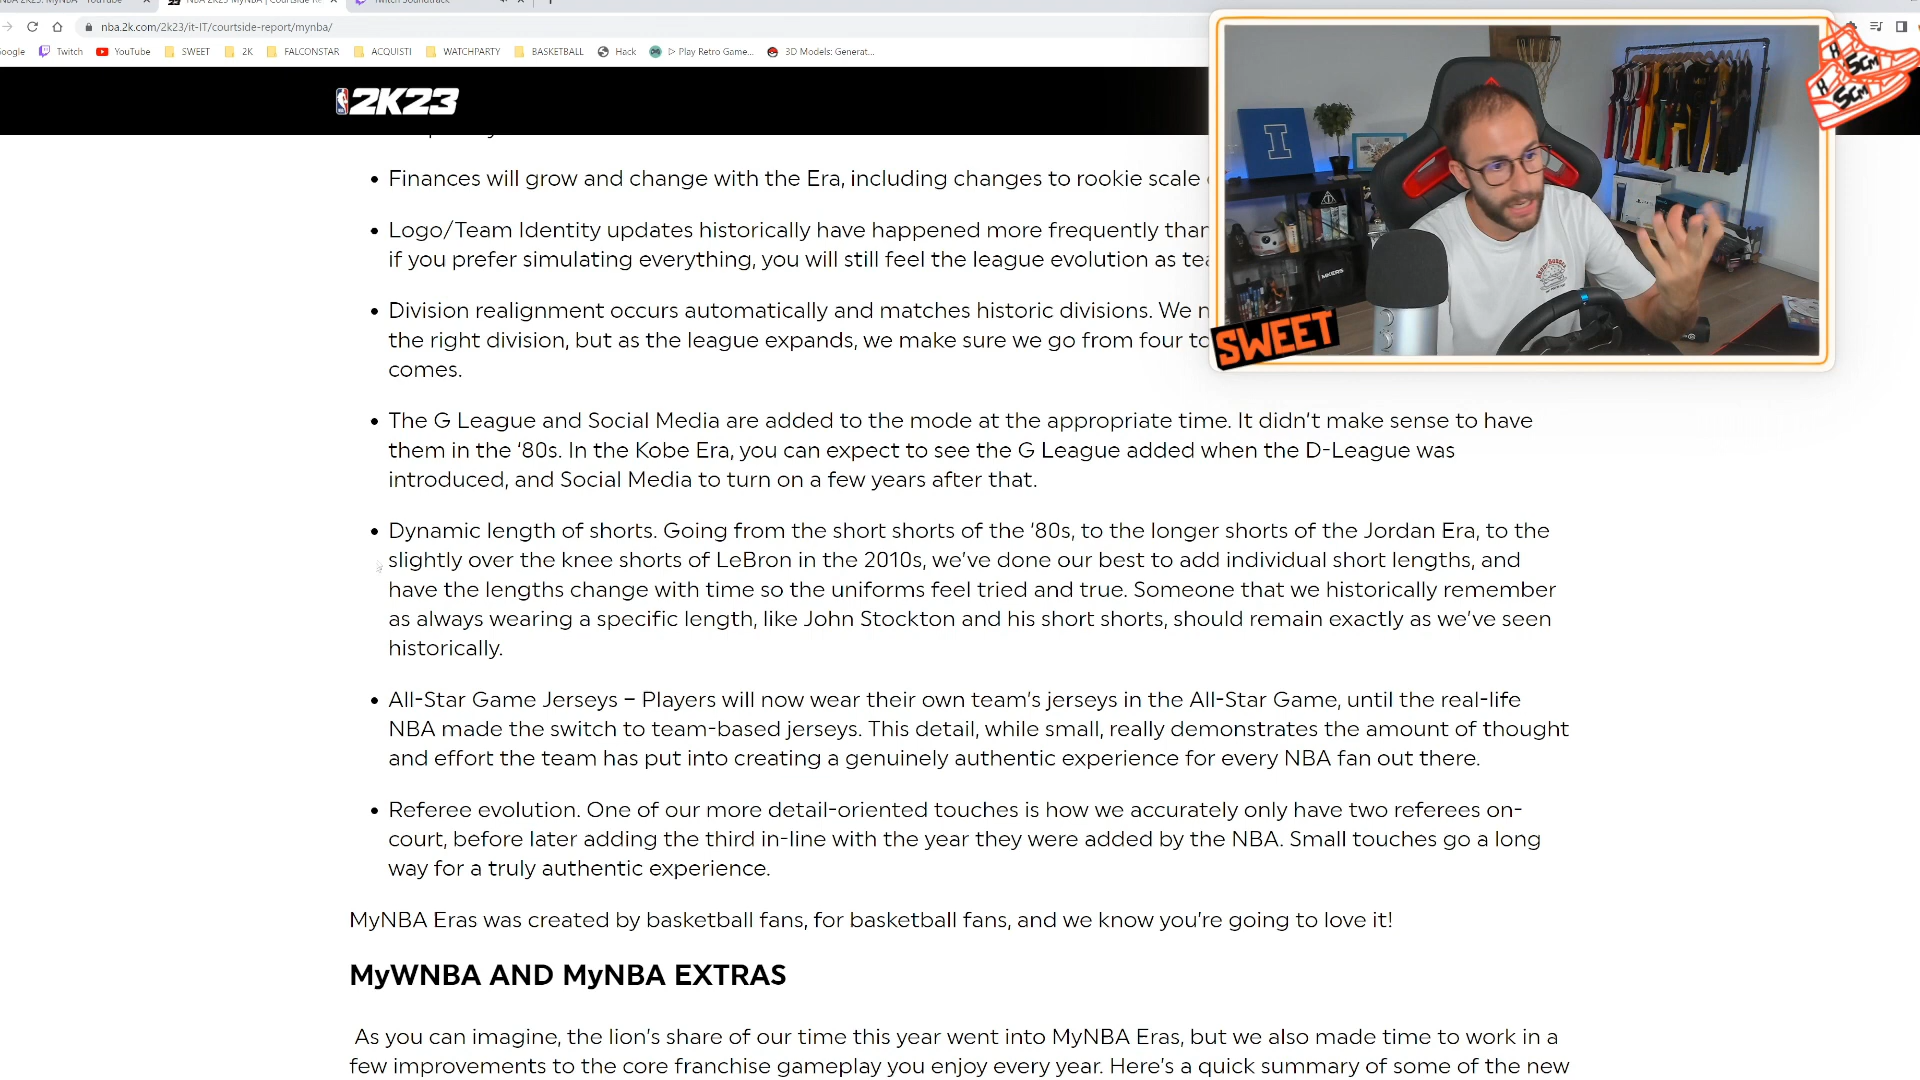 NBA 2K23 MyNBA | Courtside Re
Twitch Soundtrack
nba.2k.com/2k23/it-IT/courtside-report/mynba/
oogle Twitch YouTube SWEET 2K FALCONSTAR ACQUISTI WATCHPARTY BASKETBALL Hack ▷ Play Retro Game... 3D Models: Generat...
2K23
• Finances will grow and change with the Era, including changes to rookie scale
• Logo/Team Identity updates historically have happened more frequently than
if you prefer simulating everything, you will still feel the league evolution as tea
• Division realignment occurs automatically and matches historic divisions. We
the right division, but as the league expands, we make sure we go from four to
comes.
• The G League and Social Media are added to the mode at the appropriate time. It didn't make sense to have
them in the '80s. In the Kobe Era, you can expect to see the G League added when the D-League was
introduced, and Social Media to turn on a few years after that.
• Dynamic length of shorts. Going from the short shorts of the '80s, to the longer shorts of the Jordan Era, to the
slightly over the knee shorts of LeBron in the 2010s, we've done our best to add individual short lengths, and
have the lengths change with time so the uniforms feel tried and true. Someone that we historically remember
as always wearing a specific length, like John Stockton and his short shorts, should remain exactly as we've seen
historically.
• All-Star Game Jerseys – Players will now wear their own team's jerseys in the All-Star Game, until the real-life
NBA made the switch to team-based jerseys. This detail, while small, really demonstrates the amount of thought
and effort the team has put into creating a genuinely authentic experience for every NBA fan out there.
• Referee evolution. One of our more detail-oriented touches is how we accurately only have two referees on-
court, before later adding the third in-line with the year they were added by the NBA. Small touches go a long
way for a truly authentic experience.
MyNBA Eras was created by basketball fans, for basketball fans, and we know you're going to love it!
MyWNBA AND MyNBA EXTRAS
As you can imagine, the lion's share of our time this year went into MyNBA Eras, but we also made time to work in a
few improvements to the core franchise gameplay you enjoy every year. Here's a quick summary of some of the new
SCM
SCM
I
SWEET